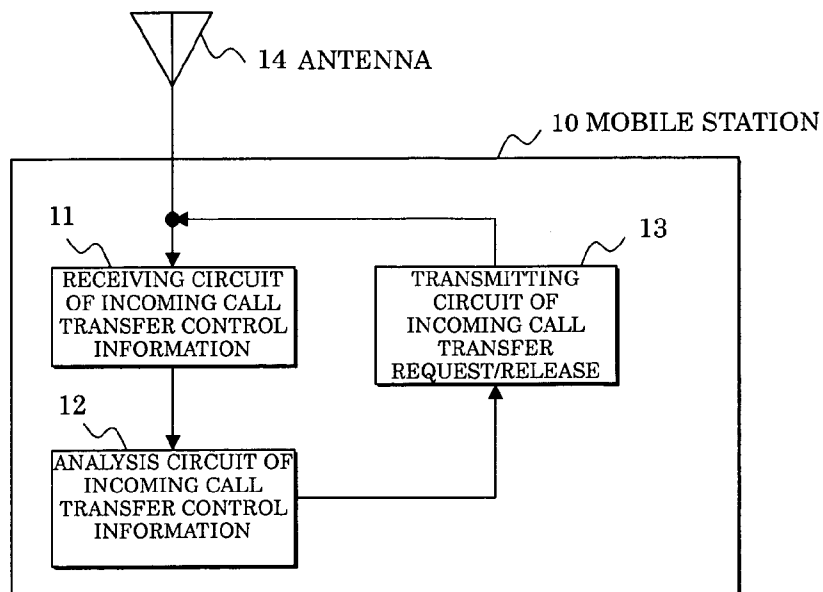 14 ANTENNA
10 MOBILE STATION
11
RECEIVING CIRCUIT
OF INCOMING CALL
TRANSFER CONTROL
INFORMATION
13
TRANSMITTING
CIRCUIT OF
INCOMING CALL
TRANSFER
REQUEST/RELEASE
12
ANALYSIS CIRCUIT OF
INCOMING CALL
TRANSFER CONTROL
INFORMATION